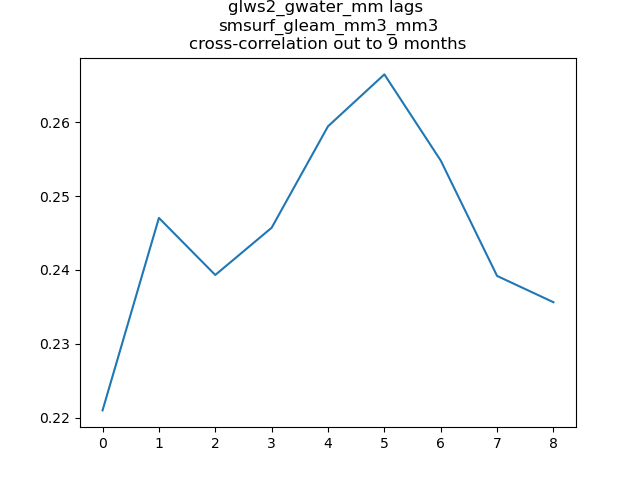 glws2_gwater_mm lags
smsurf_gleam_mm3_mm3
cross-correlation out to 9 months
0.26
0.25
0.24
0.23
0.22
0 1 2 3 4 5 6 7 8